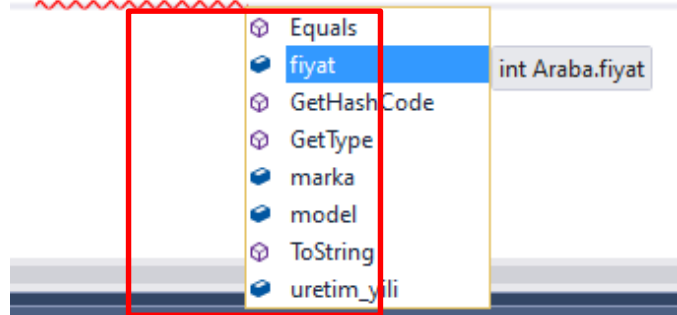 Equals
fiyat int Araba.fiyat
GetHashCode
GetType
marka
model
ToString
uretim_yili